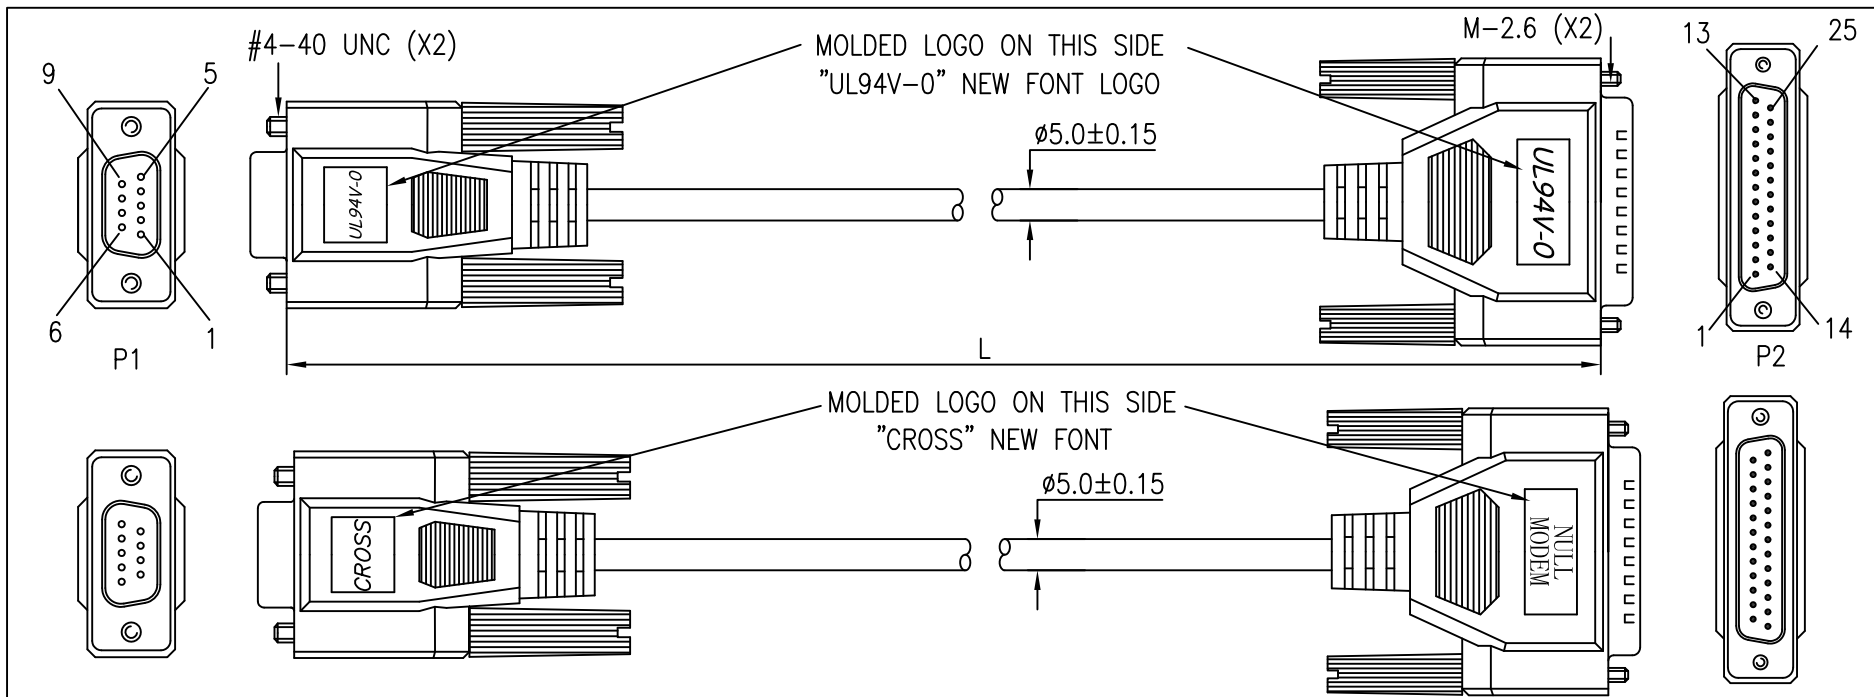 #4-40 UNC (X2)
MOLDED LOGO ON THIS SIDE
"UL94V-0" NEW FONT LOGO
M-2.6 (X2)
13
25
9
5
ø5.0±0.15
UL94V-0
UL94V-0
6
1
1
14
P1
L
P2
MOLDED LOGO ON THIS SIDE
"CROSS" NEW FONT
ø5.0±0.15
CROSS
NULL
MODEM